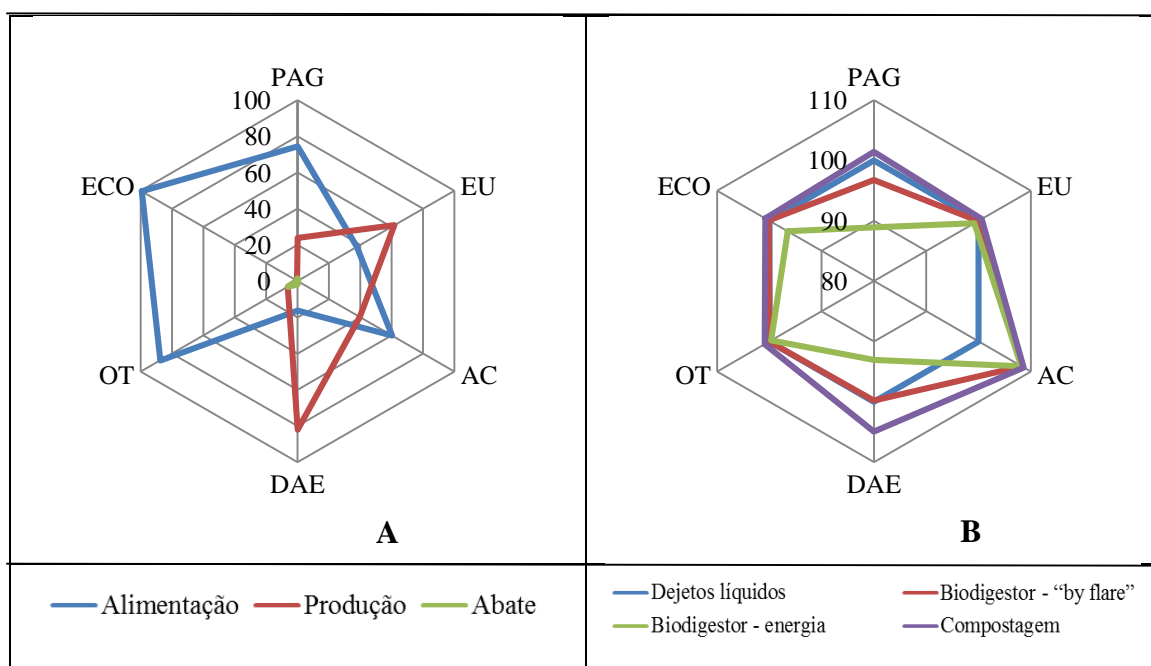 PAG
100
80
60
40
20
0
ECO
EU
OT
AC
DAE
A
PAG
110
100
90
80
ECO
EU
OT
AC
DAE
B
Alimentação Produção Abate
Dejetos líquidos Biodigestor - “by flare”
Biodigestor - energia Compostagem